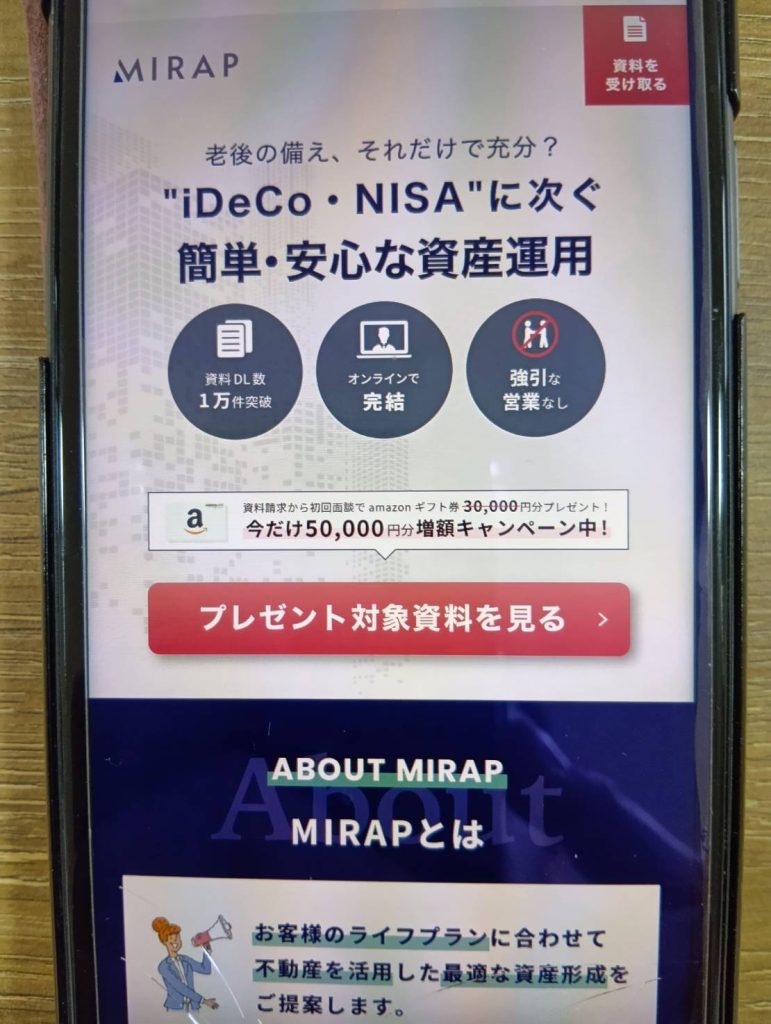 MIRAP
資料を
受け取る
老後の備え、それだけで充分？
"iDeCo・NISA"に次ぐ
簡単・安心な資産運用
資料DL数
1万件突破
オンラインで
完結
強引な
営業なし
a
資料請求から初回面談で amazon ギフト券 30,000円分プレゼント！
今だけ50,000円分増額キャンペーン中！
プレゼント対象資料を見る
About
ABOUT MIRAP
MIRAPとは
お客様のライフプランに合わせて
不動産を活用した最適な資産形成を
ご提案します。